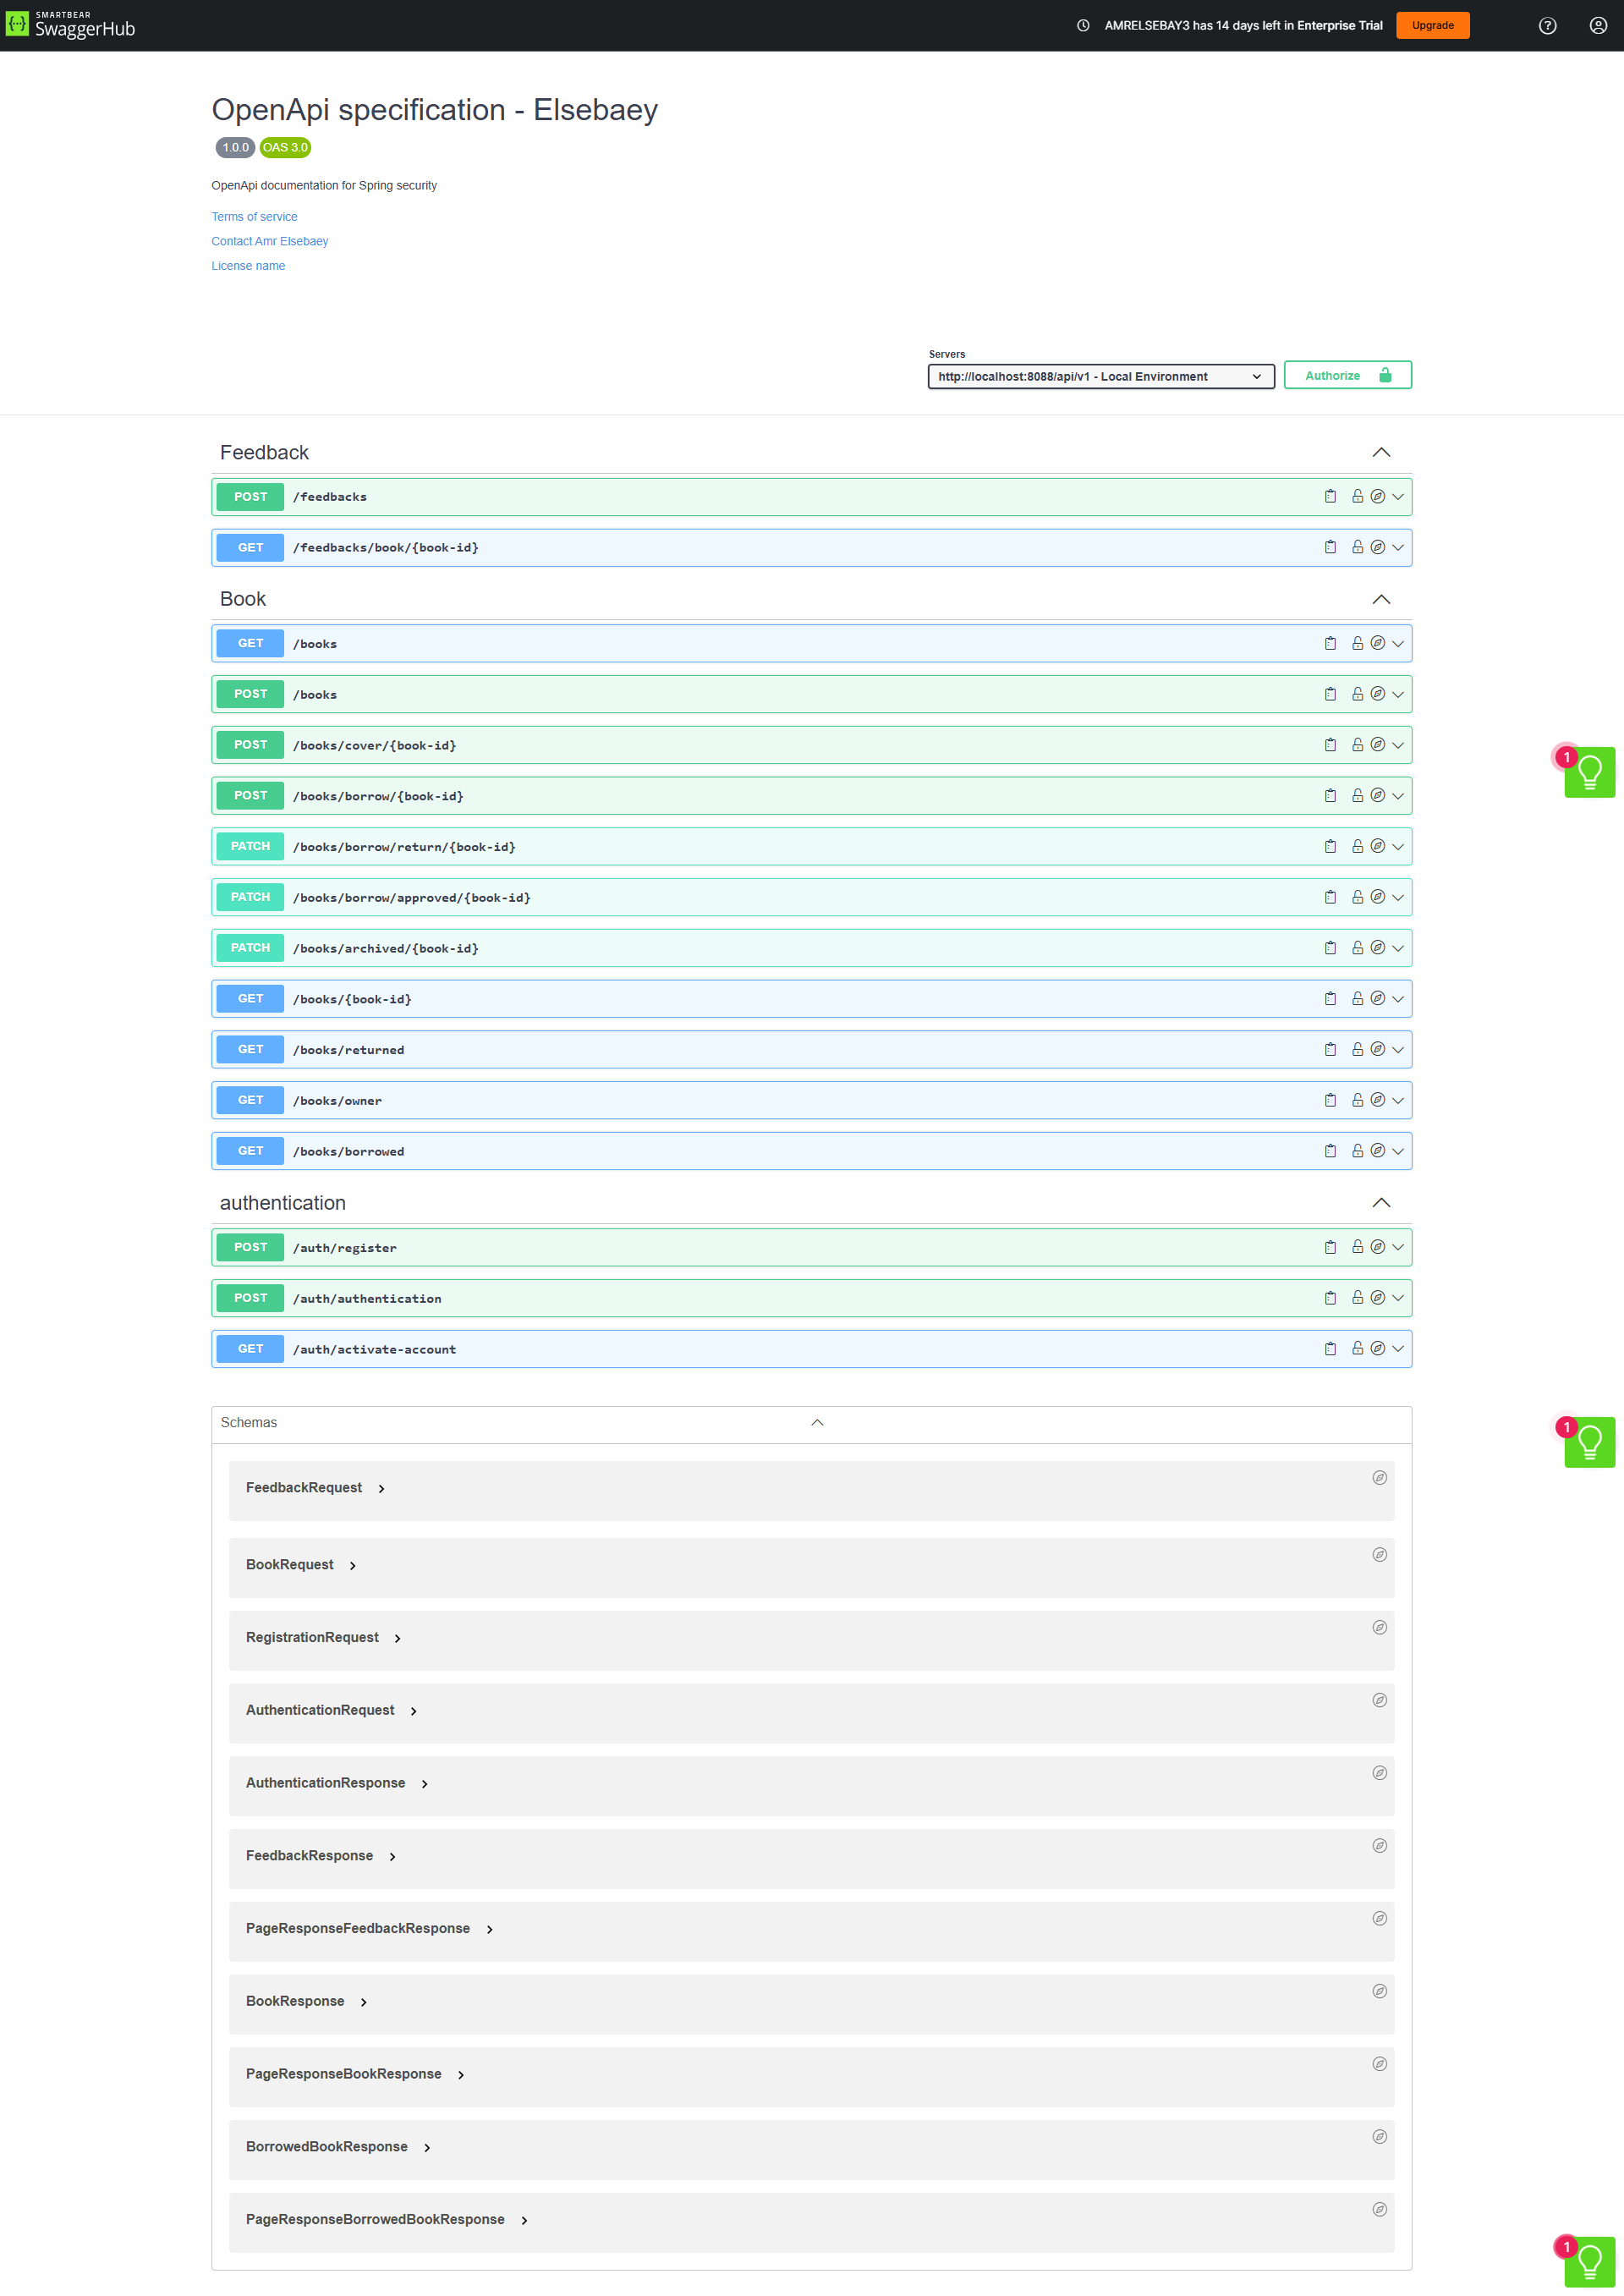 SMARTBEAR
SwaggerHub
AMRELSEBAY3 has 14 days left in Enterprise Trial
Upgrade
OpenApi specification - Elsebaey
1.0.0 OAS 3.0
OpenApi documentation for Spring security
Terms of service
Contact Amr Elsebaey
License name
Servers
http://localhost:8088/api/v1 - Local Environment
Authorize
Feedback
POST /feedbacks
GET /feedbacks/book/{book-id}
Book
GET /books
POST /books
POST /books/cover/{book-id}
1
POST /books/borrow/{book-id}
PATCH /books/borrow/return/{book-id}
PATCH /books/borrow/approved/{book-id}
PATCH /books/archived/{book-id}
GET /books/{book-id}
GET /books/returned
GET /books/owner
GET /books/borrowed
authentication
POST /auth/register
POST /auth/authentication
GET /auth/activate-account
Schemas
1
FeedbackRequest
BookRequest
RegistrationRequest
AuthenticationRequest
AuthenticationResponse
FeedbackResponse
PageResponseFeedbackResponse
BookResponse
PageResponseBookResponse
BorrowedBookResponse
PageResponseBorrowedBookResponse
1